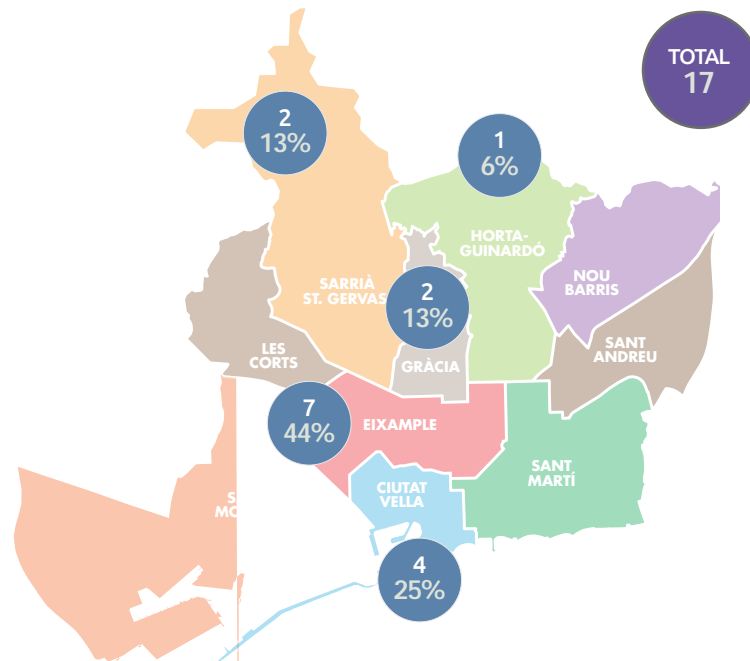 TOTAL
17
2
13%
1
6%
HORTA-
GUINARDÓ
NOU
BARRIS
SARRIÀ
ST. GERVAS
2
13%
SANT
ANDREU
LES
CORTS
GRÀCIA
7
44%
EIXAMPLE
SANT
MARTÍ
CIUTAT
VELLA
4
25%